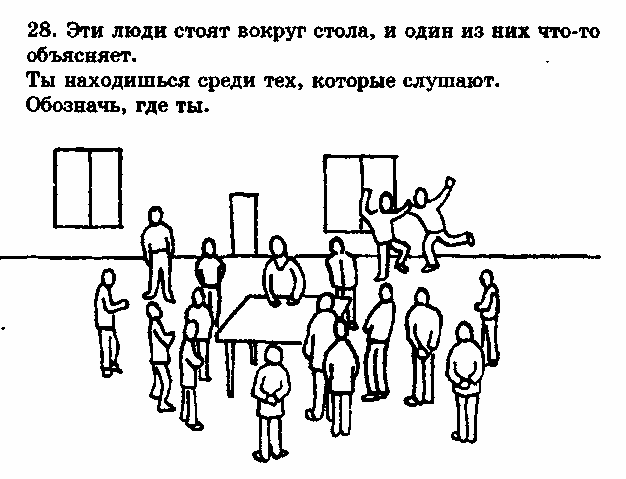 28. Эти люди стоят вокруг стола, и один из них что-то
объясняет.
Ты находишься среди тех, которые слушают.
Обозначь, где ты.